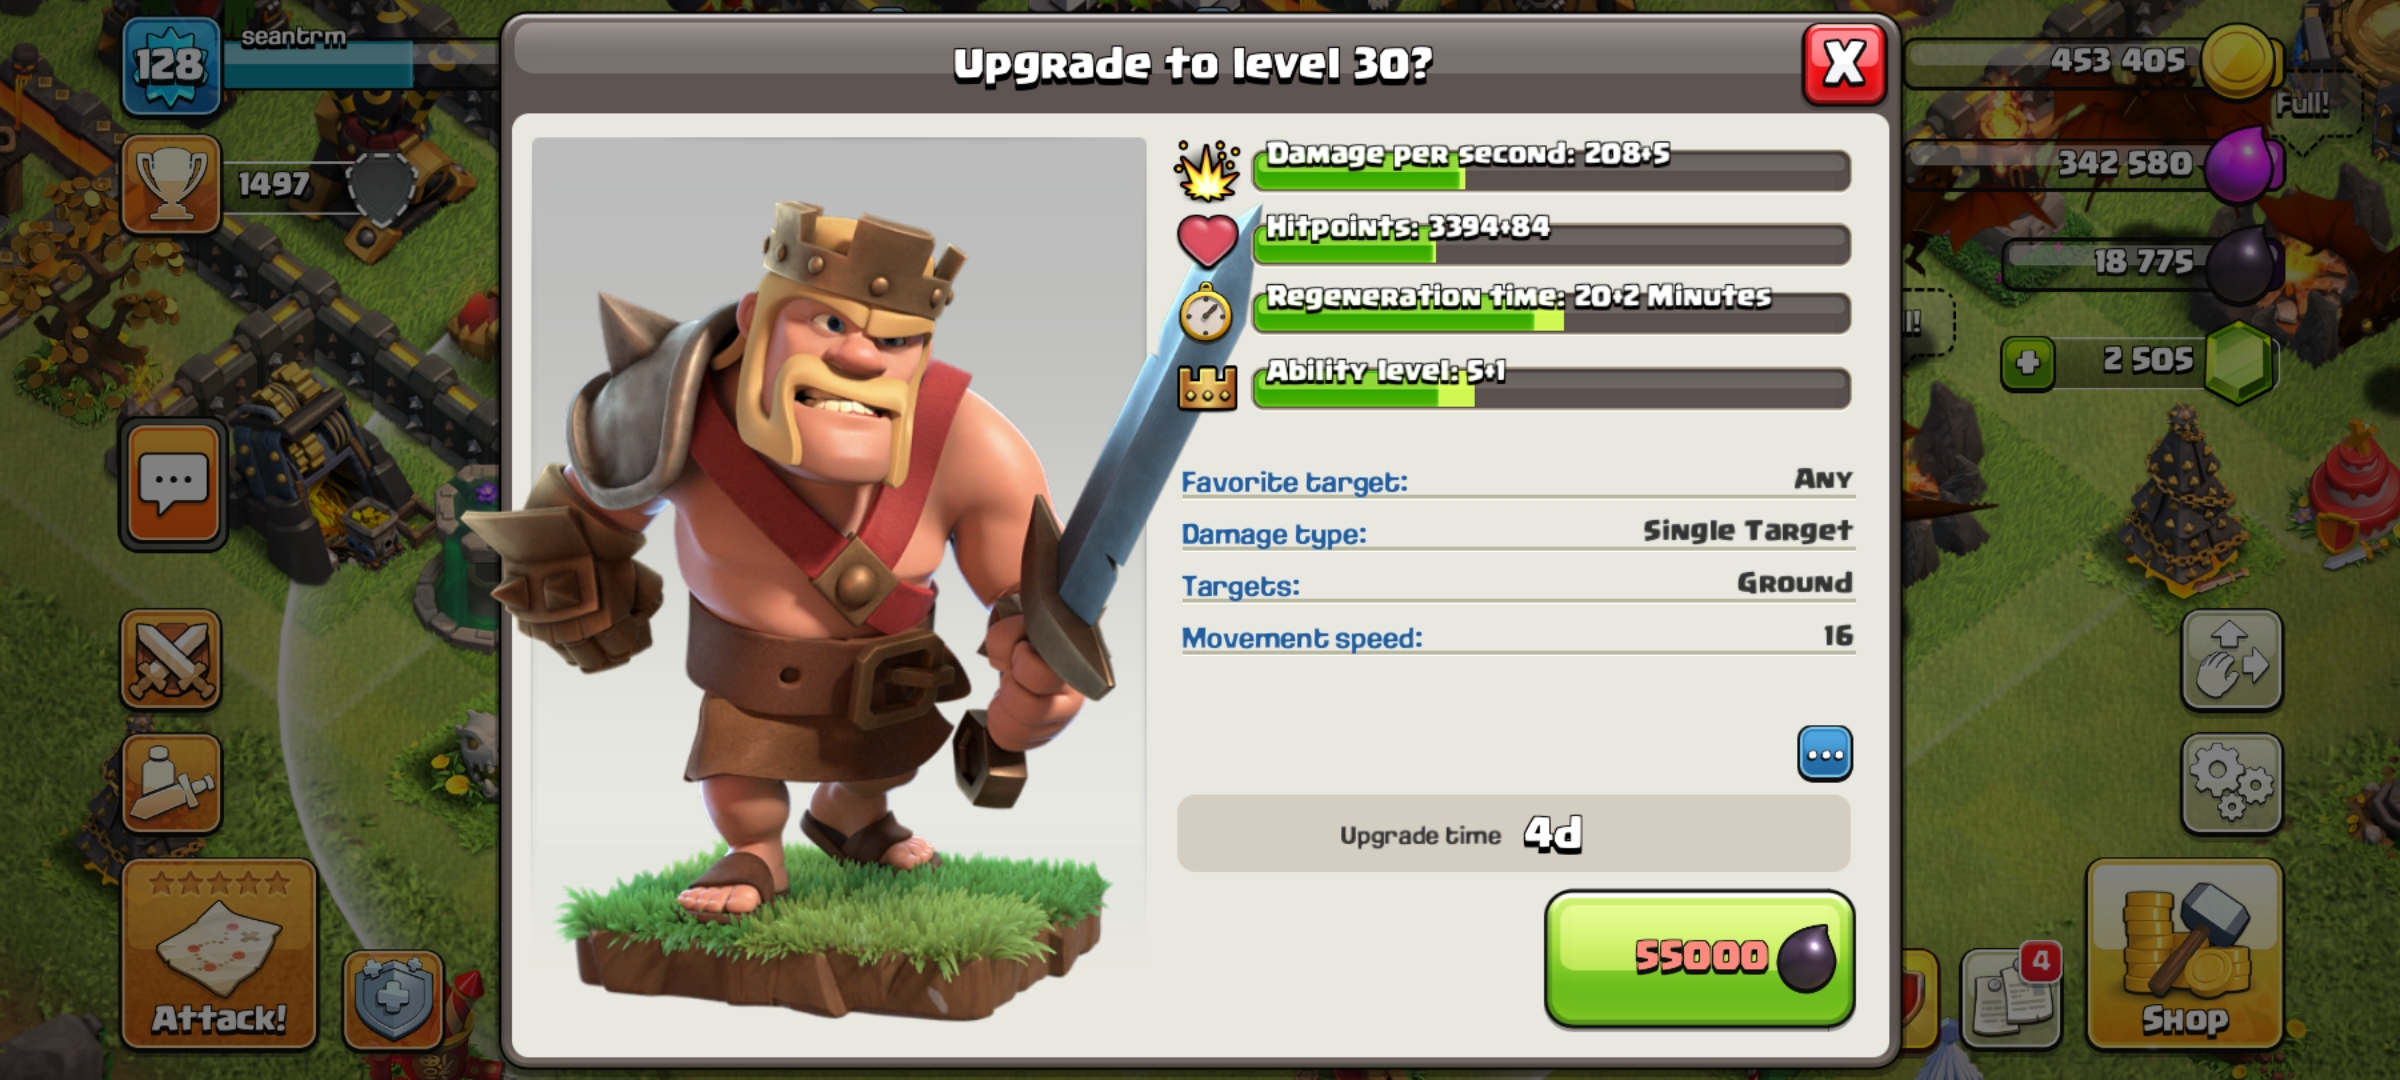 Upgrade to level 30?
X
128
seantrm
1497
453 405
Full!
342 580
18 775
2 505
Damage per second: 208+5
Hitpoints: 3394+84
Regeneration time: 20+2 Minutes
Ability level: 5+1
Favorite target: Any
Damage type: Single Target
Targets: Ground
Movement speed: 16
Upgrade time 4d
55000
Attack!
4
Shop